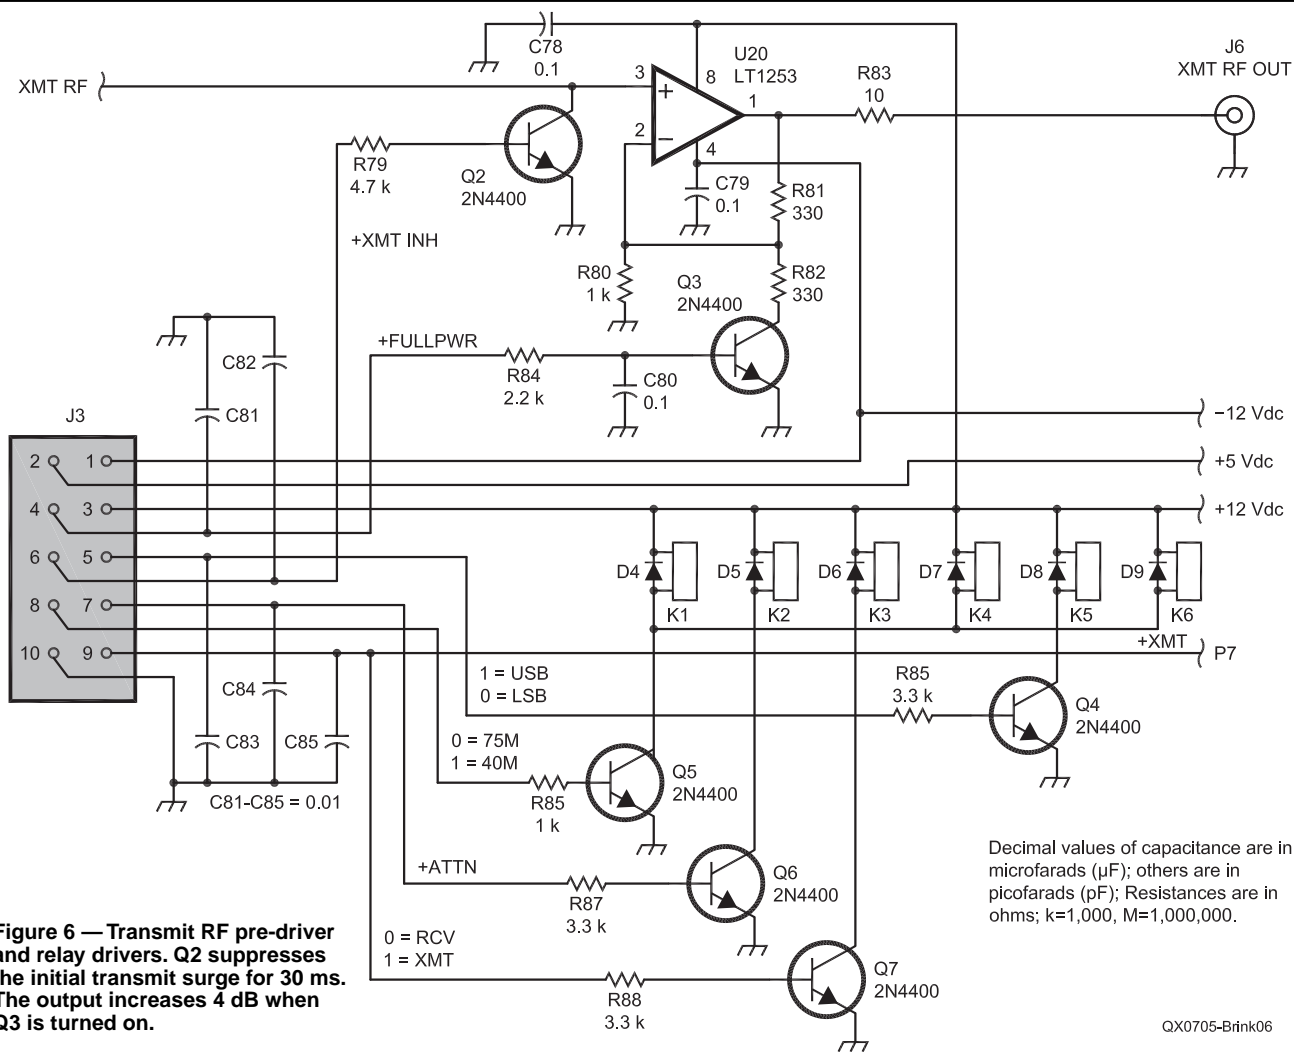 C78
0.1
U20
LT1253
J6
XMT RF OUT
XMT RF
3
8
R83
10
1
2
4
R79
4.7 k
Q2
2N4400
C79
0.1
R81
330
+XMT INH
R80
1 k
Q3
2N4400
R82
330
+FULLPWR
C82
R84
2.2 k
C80
0.1
C81
J3
−12 Vdc
2 1
+5 Vdc
4 3
+12 Vdc
6 5
D4
D5
D6
D7
D8
D9
8 7
K1
K2
K3
K4
K5
K6
+XMT
10 9
P7
1 = USB
0 = LSB
R85
3.3 k
C84
Q4
2N4400
C83
C85
0 = 75M
1 = 40M
Q5
2N4400
R85
1 k
C81-C85 = 0.01
+ATTN
Q6
2N4400
R87
3.3 k
Decimal values of capacitance are in
microfarads (μF); others are in
picofarads (pF); Resistances are in
ohms; k=1,000, M=1,000,000.
0 = RCV
1 = XMT
Q7
2N4400
R88
3.3 k
Figure 6 — Transmit RF pre-driver
and relay drivers. Q2 suppresses
the initial transmit surge for 30 ms.
The output increases 4 dB when
Q3 is turned on.
QX0705-Brink06